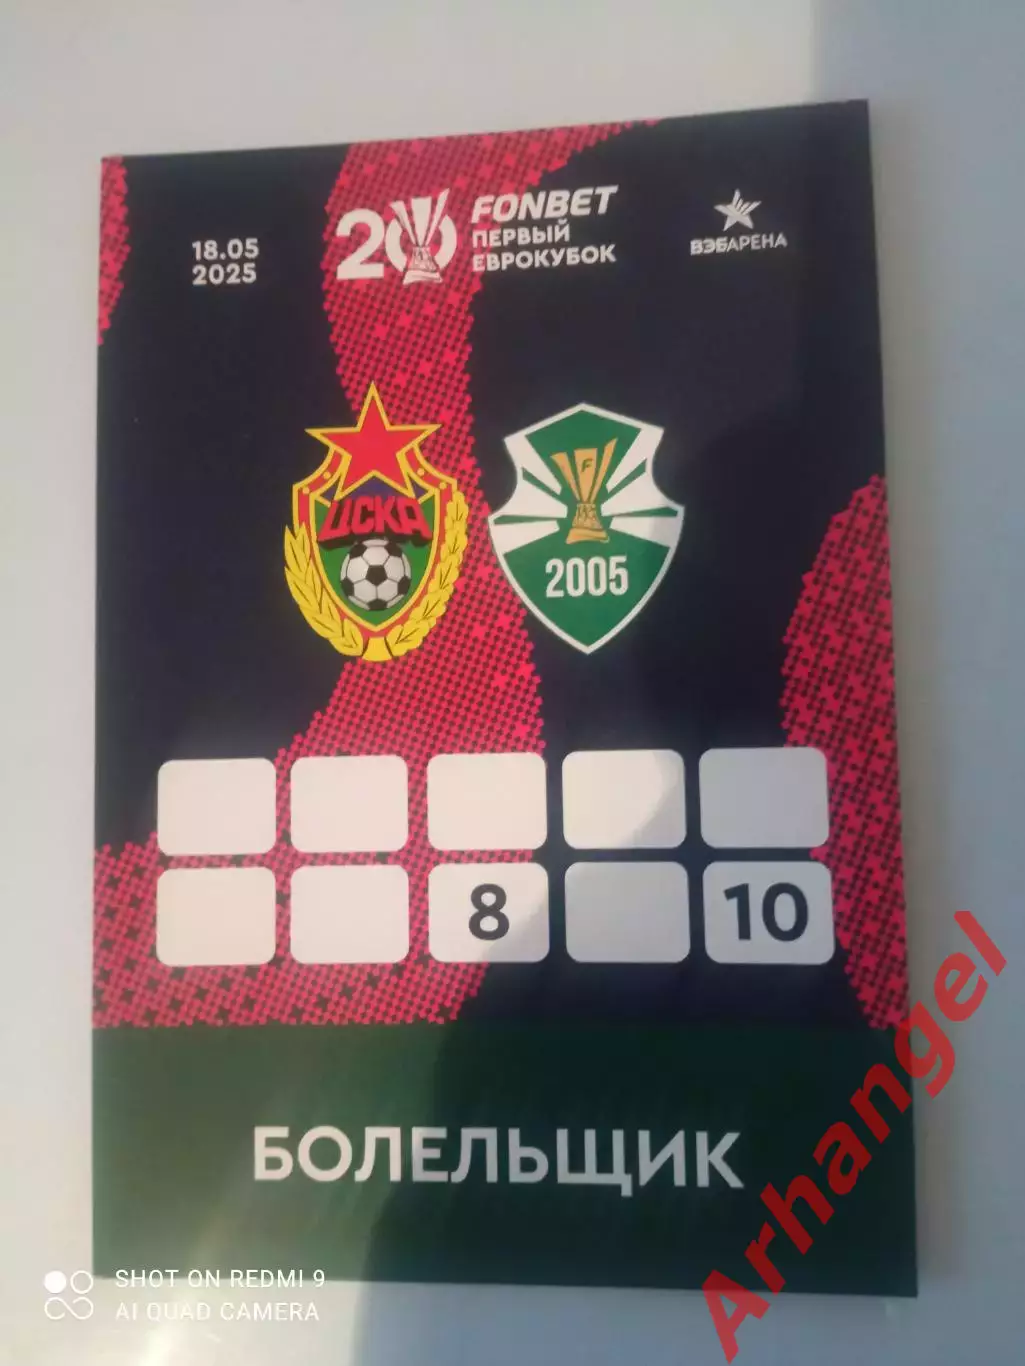 18.05
2025
20
FONBET
ПЕРВЫЙ
ЕВРОКУБОК
ВЭБАРЕНА
ЦСКА
F
2005
8
10
БОЛЕЛЬЩИК
SHOT ON REDMI 9
AI QUAD CAMERA
Arhangel